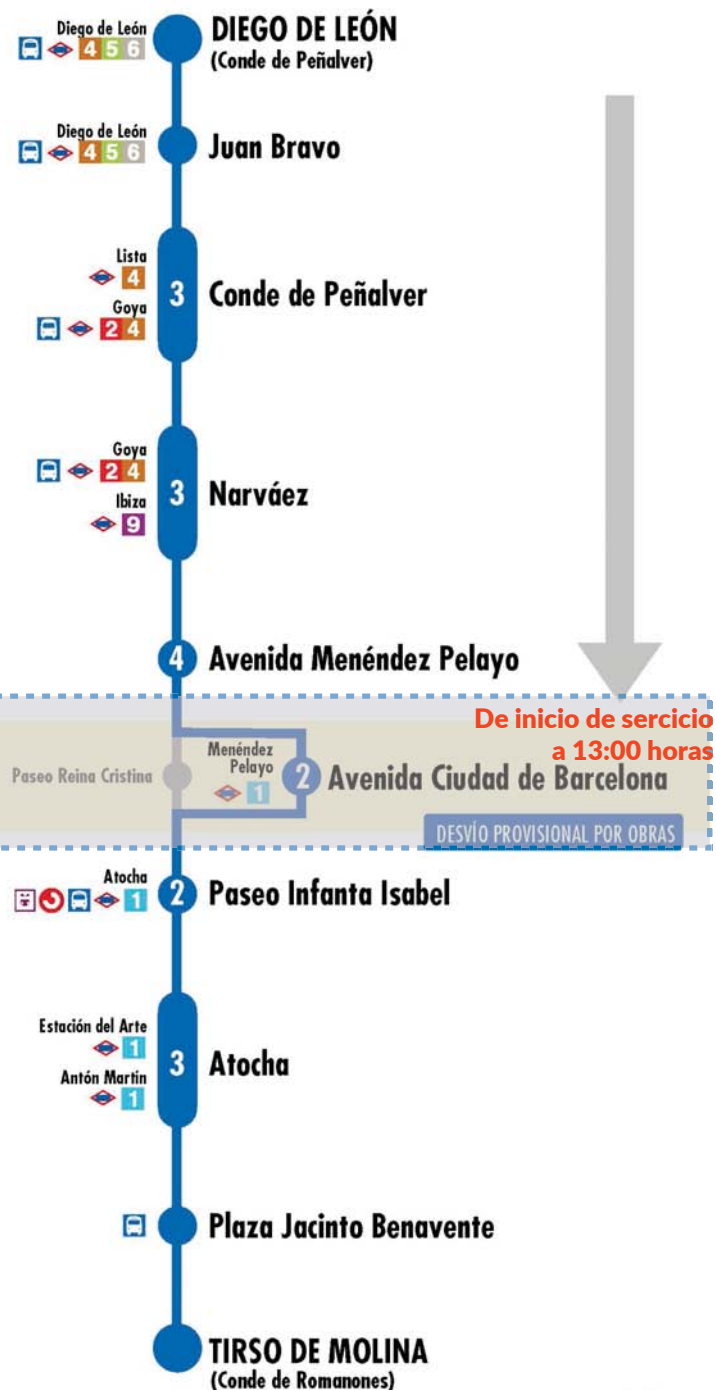 Diego de León
4 5 6
DIEGO DE LEÓN
(Conde de Peñalver)
Diego de León
4 5 6
Juan Bravo
Lista
4
Goya
2 4
3
Conde de Peñalver
Goya
2 4
Ibiza
9
3
Narváez
4
Avenida Menéndez Pelayo
De inicio de sercicio
a 13:00 horas
Paseo Reina Cristina
Menéndez
Pelayo
1
2
Avenida Ciudad de Barcelona
DESVÍO PROVISIONAL POR OBRAS
Atocha
1
2
Paseo Infanta Isabel
Estación del Arte
1
Antón Martín
1
3
Atocha
Plaza Jacinto Benavente
TIRSO DE MOLINA
(Conde de Romanones)